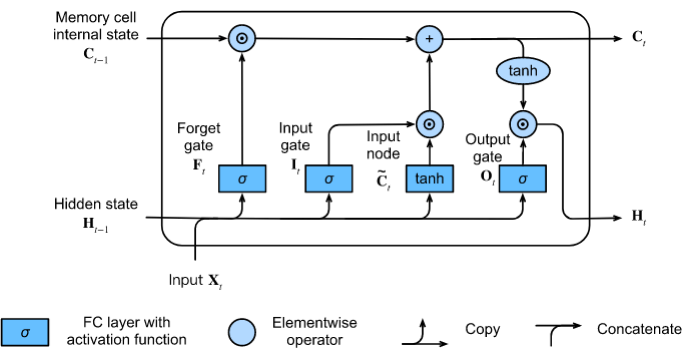 Memory cell
internal state
C_{t-1}
C_t
tanh
Forget
gate
F_t
Input
gate
I_t
Input
node
C̃_t
Output
gate
O_t
σ
σ
tanh
σ
Hidden state
H_{t-1}
H_t
Input X_t
σ
FC layer with
activation function
Elementwise
operator
Copy
Concatenate